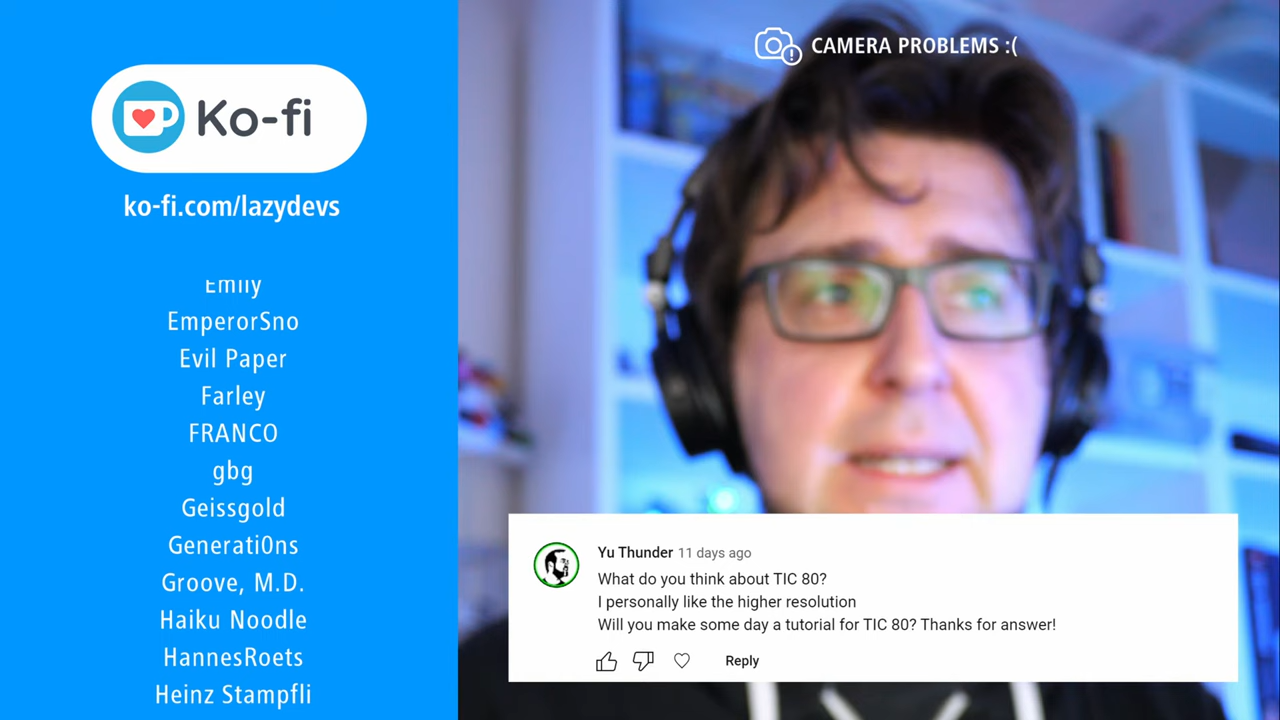 Ko-fi
ko-fi.com/lazydevs
Emily
EmperorSno
Evil Paper
Farley
FRANCO
gbg
Geissgold
Generati0ns
Groove, M.D.
Haiku Noodle
HannesRoets
Heinz Stampfli
CAMERA PROBLEMS :(
Yu Thunder 11 days ago
What do you think about TIC 80?
I personally like the higher resolution
Will you make some day a tutorial for TIC 80? Thanks for answer!
Reply